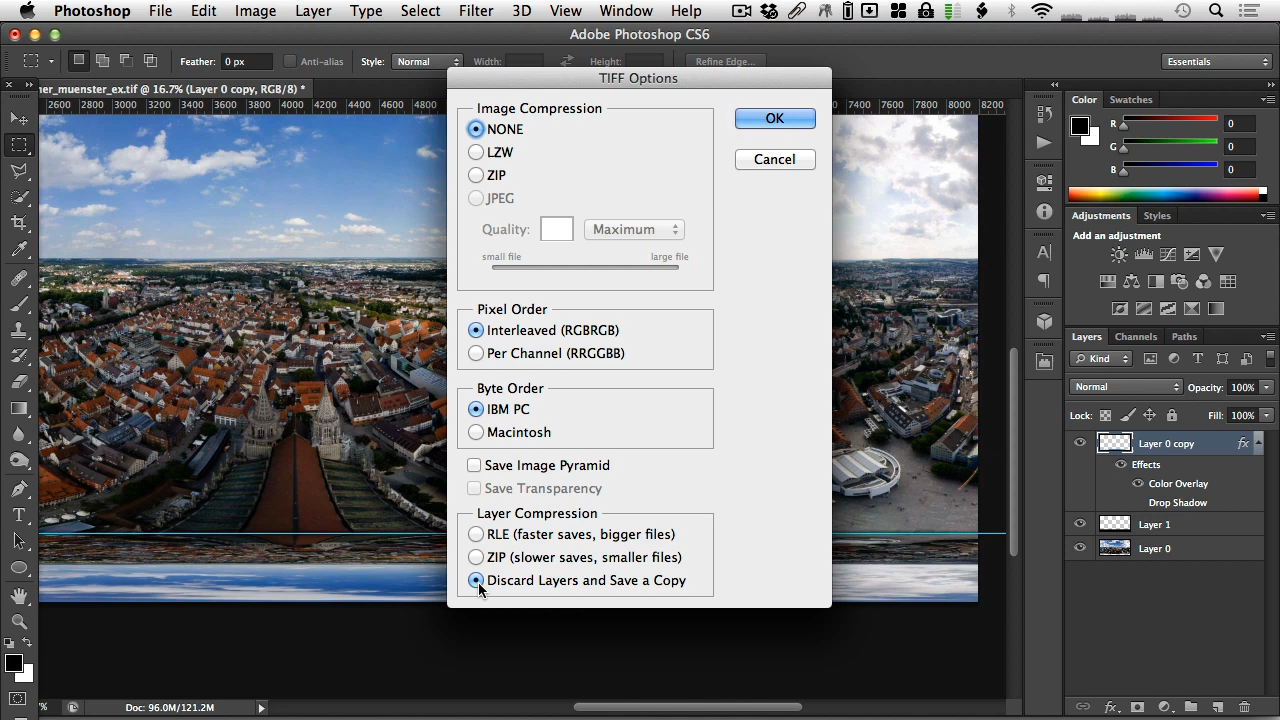 Photoshop File Edit Image Layer Type Select Filter 3D View Window Help
Adobe Photoshop CS6
Feather: 0 px Anti-alias Style: Normal Width: Height: Refine Edge... Essentials
er_muenster_ex.tif @ 16.7% (Layer 0 copy, RGB/8) *
2600 2800 3000 3200 3400 3600 3800 4000 4200 4400 4600 4800 7400 7600 7800 8000 8200
TIFF Options
Image Compression
NONE
LZW
ZIP
JPEG
Quality: Maximum
small file large file
Pixel Order
Interleaved (RGBRGB)
Per Channel (RRGGBB)
Byte Order
IBM PC
Macintosh
Save Image Pyramid
Save Transparency
Layer Compression
RLE (faster saves, bigger files)
ZIP (slower saves, smaller files)
Discard Layers and Save a Copy
OK
Cancel
Color Swatches
R 0
G 0
B 0
Adjustments Styles
Add an adjustment
Layers Channels Paths
Kind
Normal Opacity: 100%
Lock: Fill: 100%
Layer 0 copy fx
Effects
Color Overlay
Drop Shadow
Layer 1
Layer 0
% Doc: 96.0M/121.2M